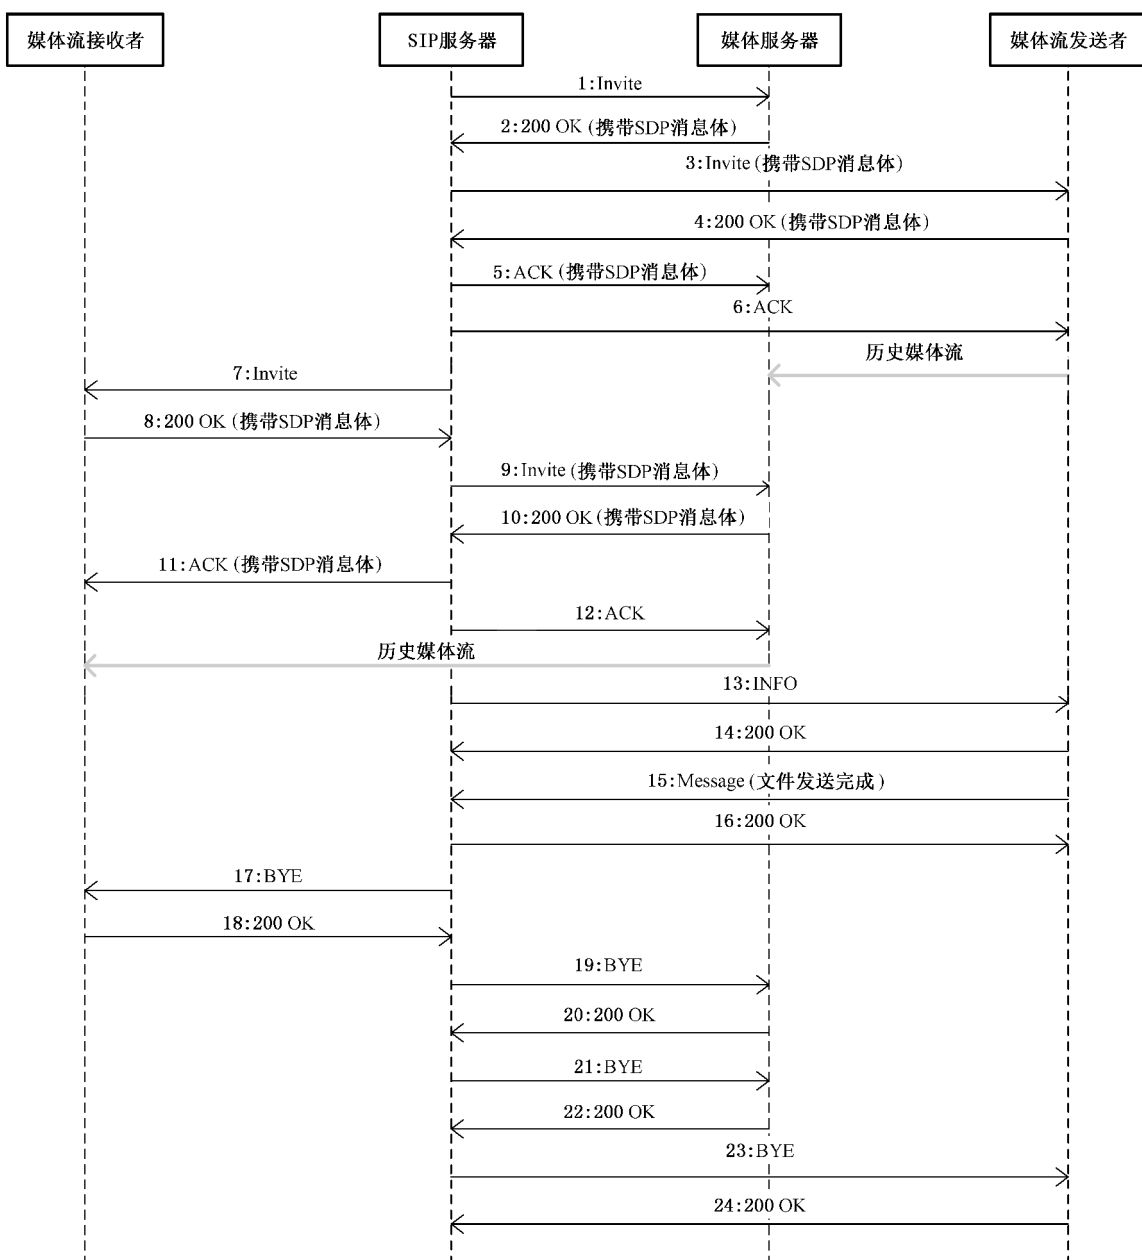 媒体流接收者
SIP服务器
媒体服务器
媒体流发送者
1:Invite
2:200 OK(携带SDP消息体)
3:Invite(携带SDP消息体)
4:200 OK(携带SDP消息体)
5:ACK(携带SDP消息体)
6:ACK
历史媒体流
7:Invite
8:200 OK(携带SDP消息体)
9:Invite(携带SDP消息体)
10:200 OK(携带SDP消息体)
11:ACK(携带SDP消息体)
12:ACK
历史媒体流
13:INFO
14:200 OK
15:Message(文件发送完成)
16:200 OK
17:BYE
18:200 OK
19:BYE
20:200 OK
21:BYE
22:200 OK
23:BYE
24:200 OK